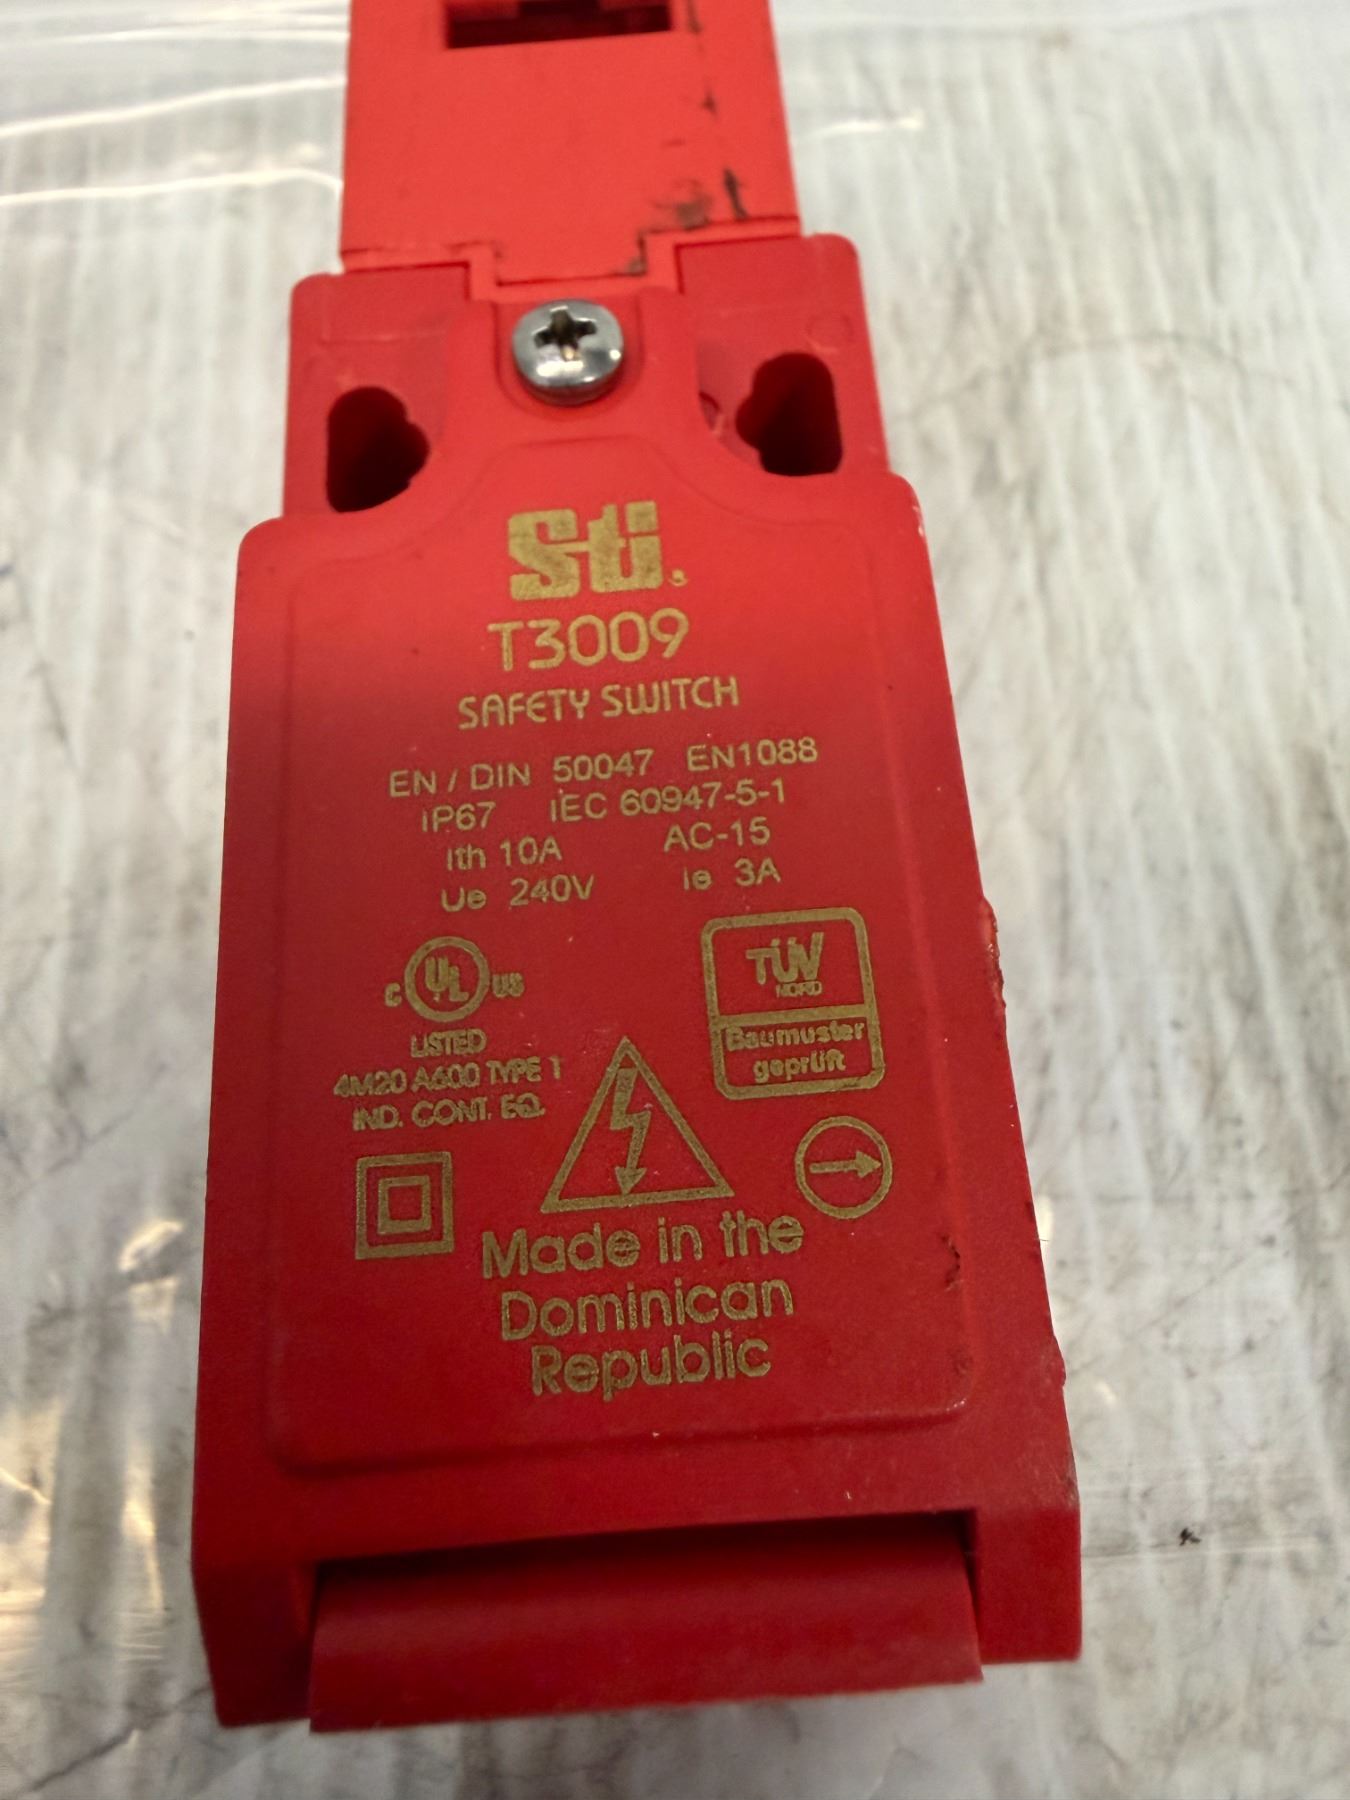 Sti®
T3009
SAFETY SWITCH
EN / DIN 50047 EN1088
IP67 IEC 60947-5-1
Ith 10A AC-15
Ue 240V Ie 3A
C UL US
LISTED
4M20 A600 TYPE 1
IND. CONT. EQ.
TÜV
NORD
Baumuster
geprüft
Made in the
Dominican
Republic